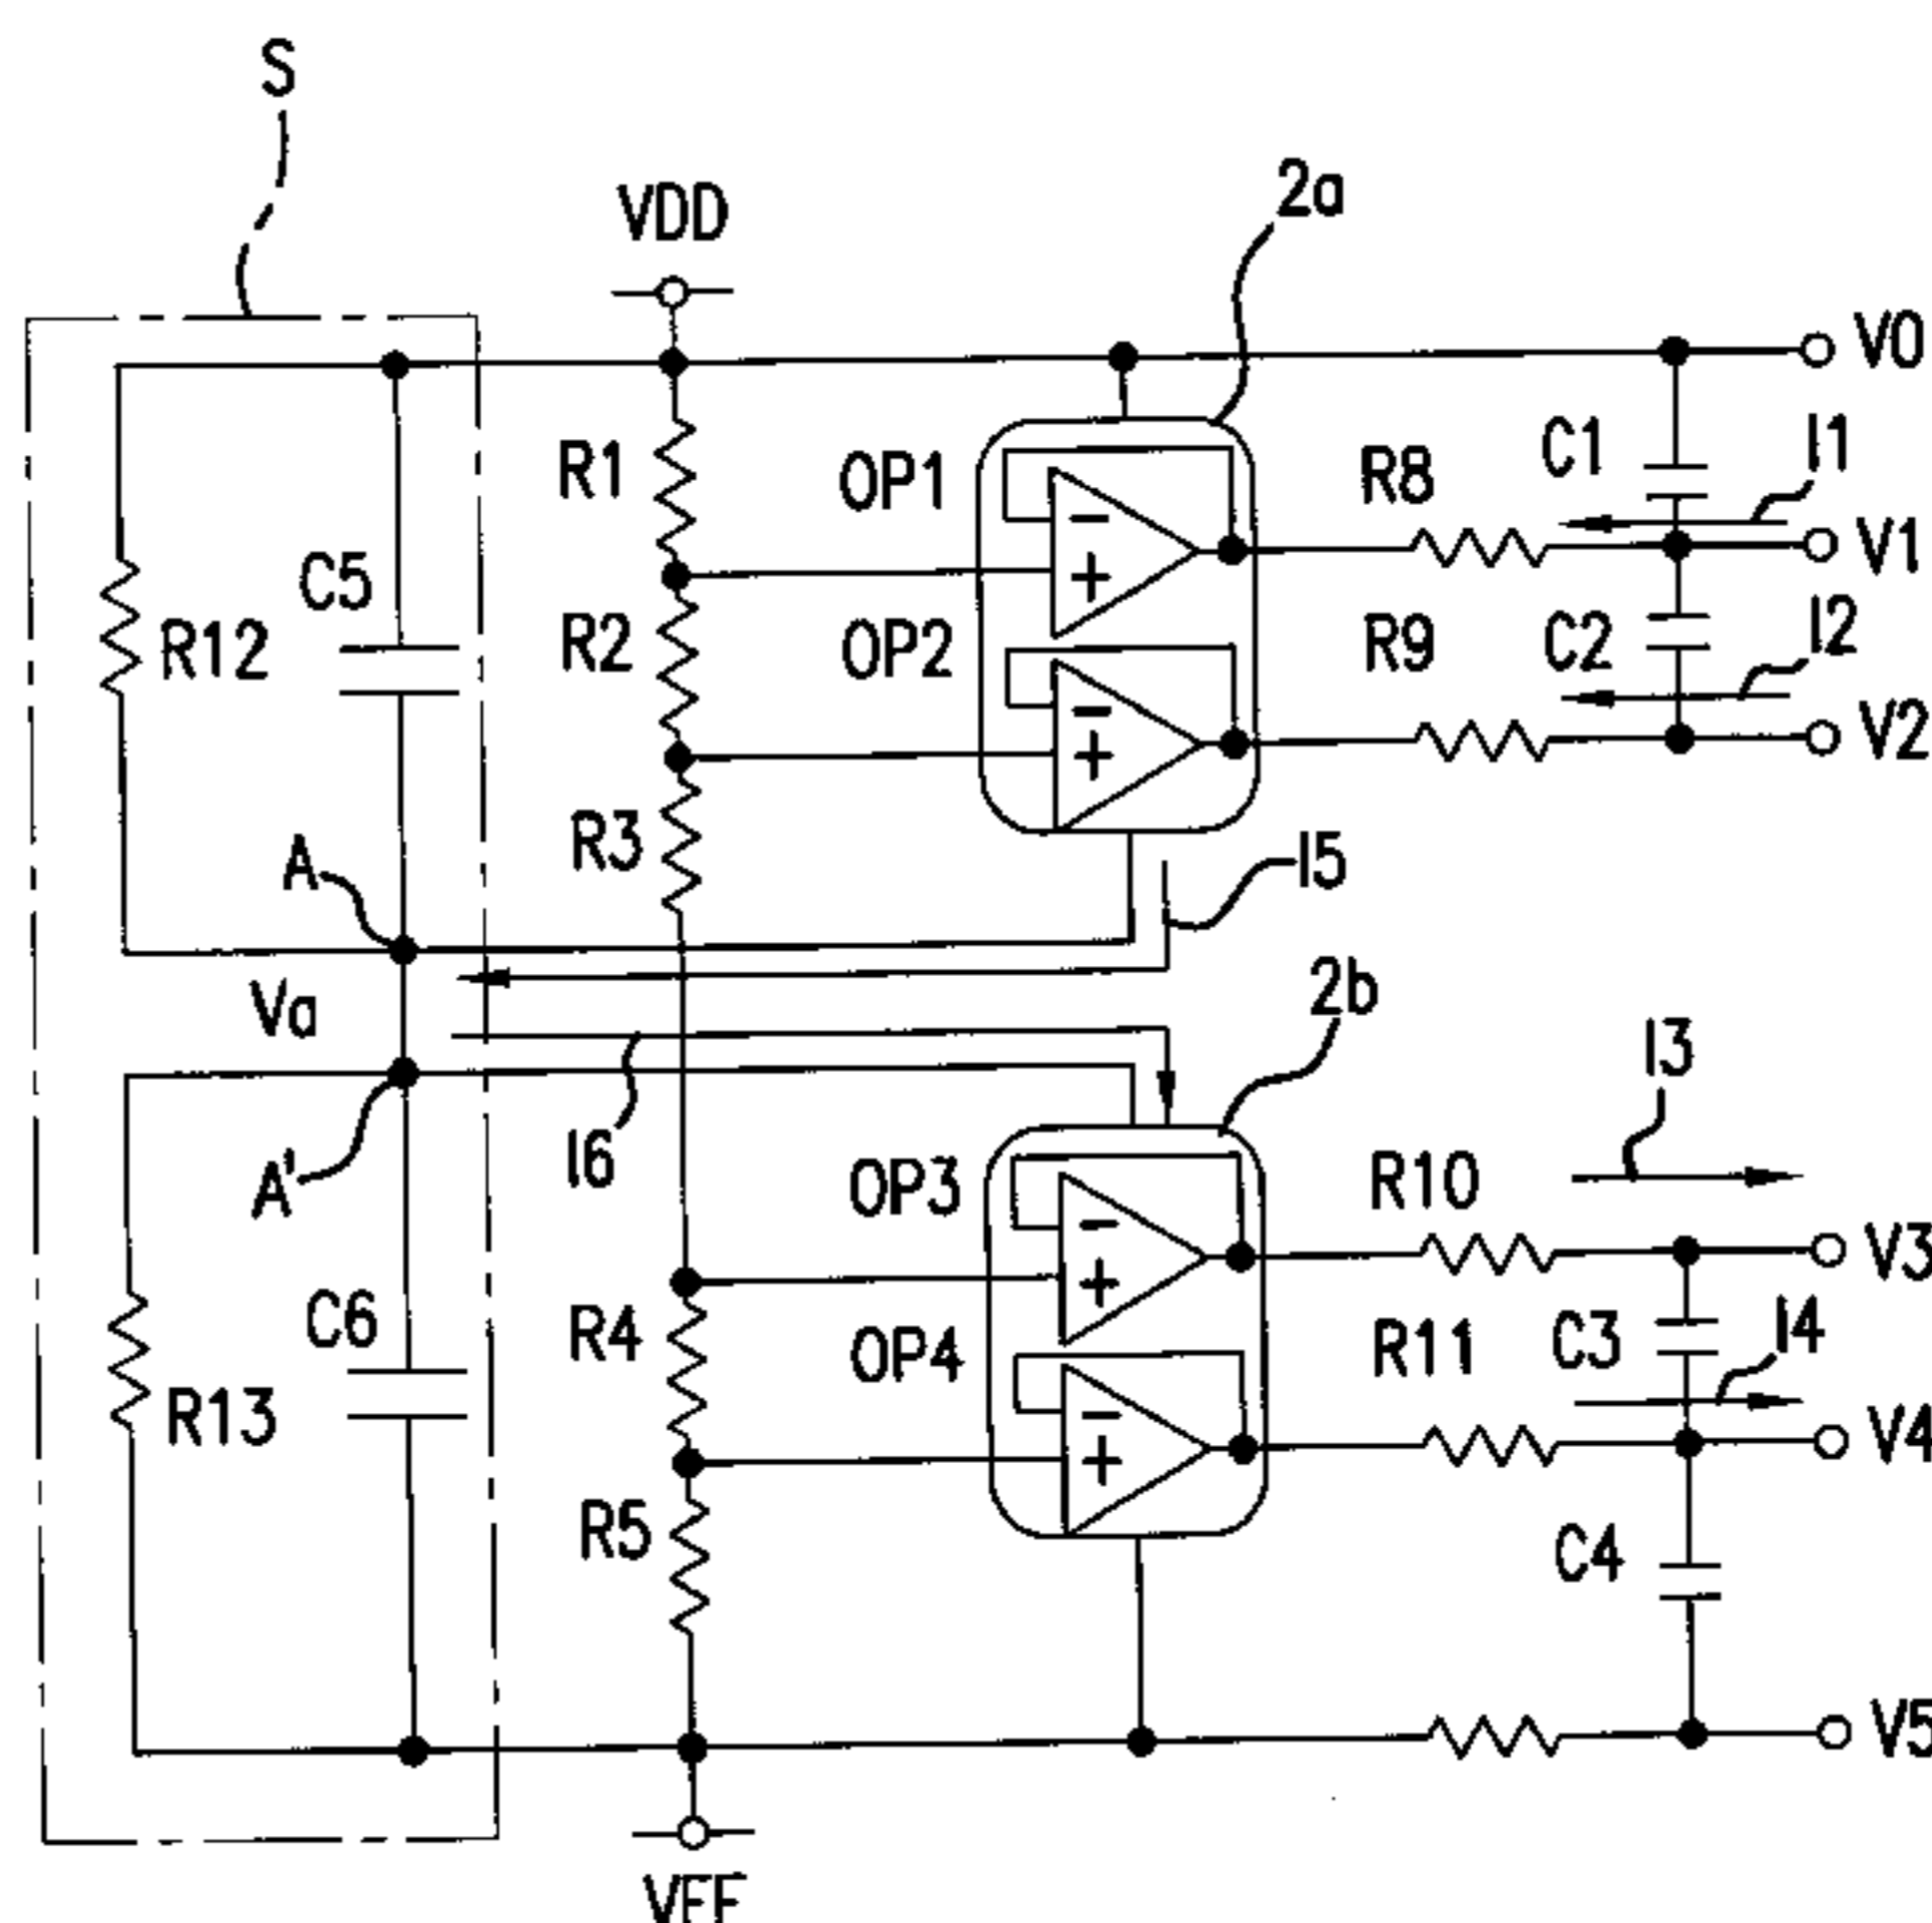 S
VDD
2a
V0
R1
OP1
R8
C1
I1
V1
C5
R12
R2
OP2
R9
C2
I2
V2
R3
A
I5
Va
2b
I3
A'
I6
OP3
R10
V3
R4
OP4
R11
C3
I4
V4
C6
R13
R5
C4
V5
VEE